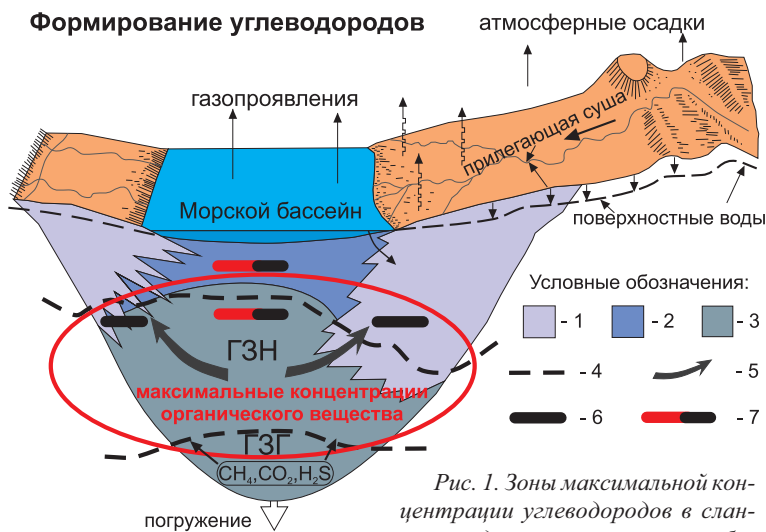 Формирование углеводородов
атмосферные осадки
газопроявления
прилегающая суша
Морской бассейн
поверхностные воды
Условные обозначения:
- 1
- 2
- 3
ГЗН
- 4
- 5
максимальные концентрации
органического вещества
- 6
- 7
ГЗГ
CH₄,CO₂,H₂S
погружение
Рис. 1. Зоны максимальной кон-
центрации углеводородов в слан-